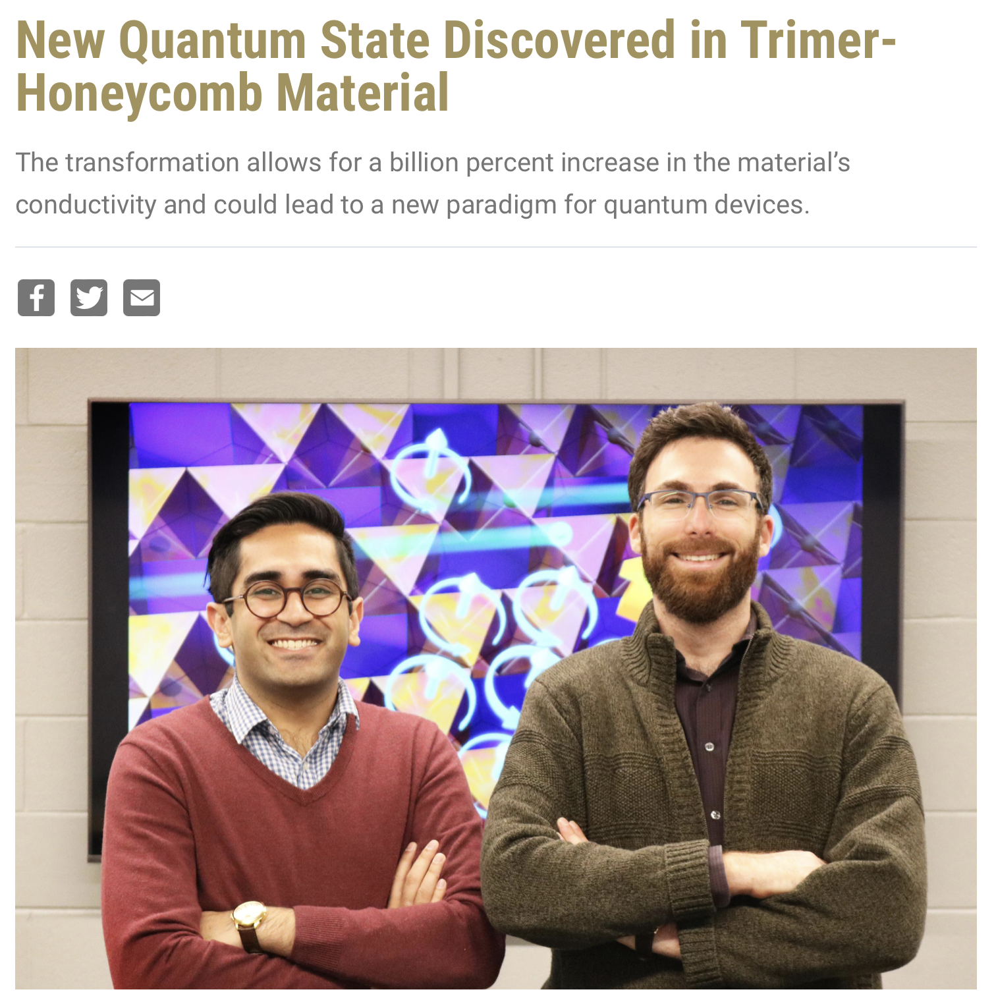 New Quantum State Discovered in Trimer-
Honeycomb Material
The transformation allows for a billion percent increase in the material’s
conductivity and could lead to a new paradigm for quantum devices.